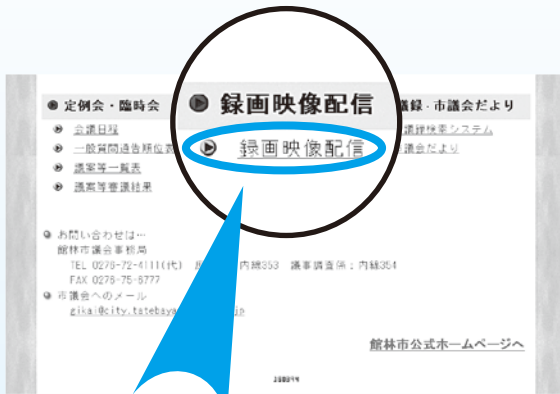 定例会・臨時会
録画映像配信
議録・市議会だより
会議日程
一般質問通告順位表
議案等一覧表
議案等審議結果
録画映像配信
議録検索システム
議会だより
お問い合わせは…
館林市議会事務局
TEL 0276-72-4111(代)
内線353 議事調査係:内線354
FAX 0276-75-6777
市議会へのメール
gikai@city.tatebaya
jp
館林市公式ホームページへ